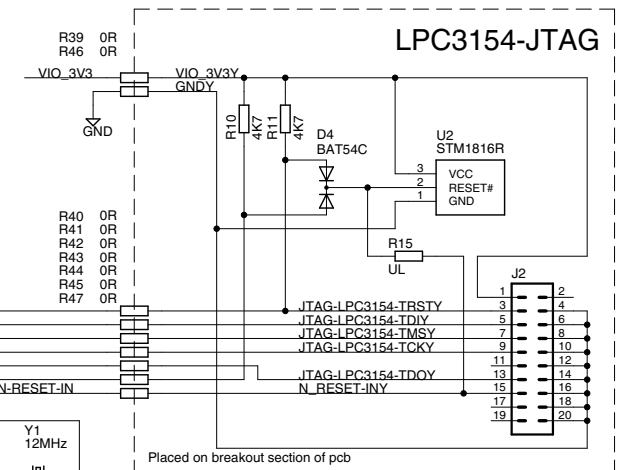 LPC3154-JTAG
R39 0R
R46 0R
VIO_3V3
VIO_3V3Y
GNDY
GND
R10
4K7
R11
4K7
D4
BAT54C
U2
STM1816R
3 VCC
2 RESET#
1 GND
R40 0R
R41 0R
R42 0R
R43 0R
R44 0R
R45 0R
R47 0R
R15
UL
J2
1 2
JTAG-LPC3154-TRSTY 3 4
JTAG-LPC3154-TDIY 5 6
JTAG-LPC3154-TMSY 7 8
JTAG-LPC3154-TCKY 9 10
11 12
JTAG-LPC3154-TDOY 13 14
N-RESET-IN N_RESET-INY 15 16
17 18
19 20
Y1
12MHz
Placed on breakout section of pcb